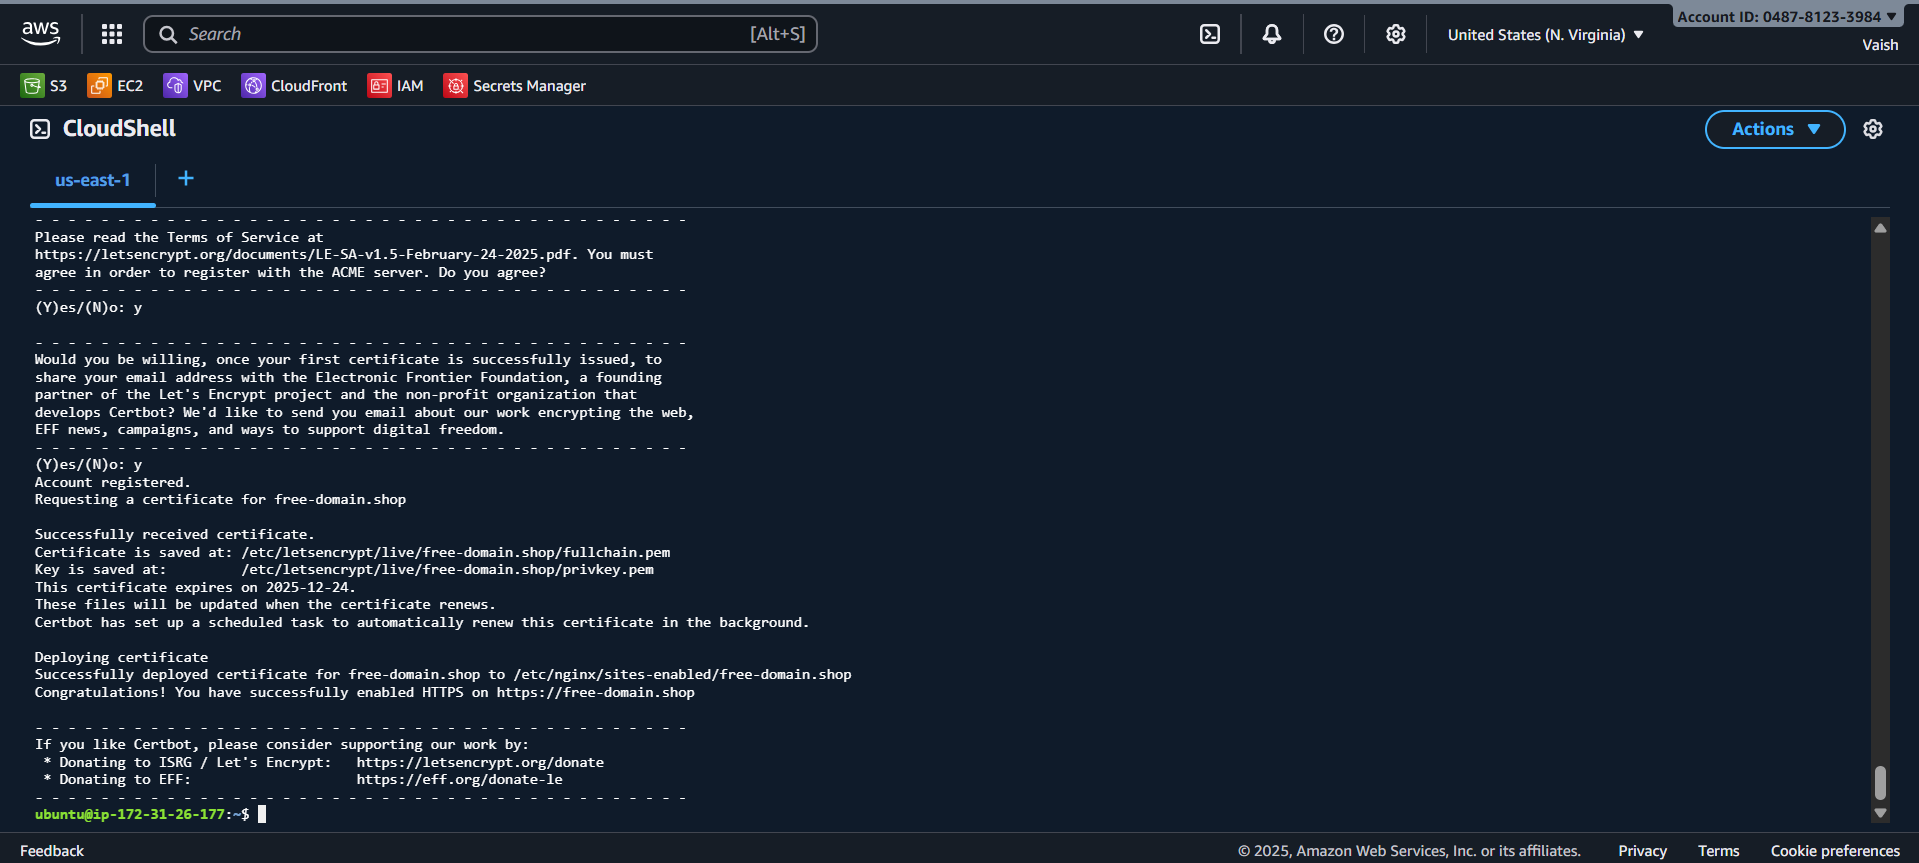 aws
Search
[Alt+S]
United States (N. Virginia)
Account ID: 0487-8123-3984
Vaish
S3
EC2
VPC
CloudFront
IAM
Secrets Manager
CloudShell
Actions
us-east-1
+
- - - - - - - - - - - - - - - - - - - - - - - - - - - - - - - - - - - - - - - -
Please read the Terms of Service at
https://letsencrypt.org/documents/LE-SA-v1.5-February-24-2025.pdf. You must
agree in order to register with the ACME server. Do you agree?
- - - - - - - - - - - - - - - - - - - - - - - - - - - - - - - - - - - - - - - -
(Y)es/(N)o: y
- - - - - - - - - - - - - - - - - - - - - - - - - - - - - - - - - - - - - - - -
Would you be willing, once your first certificate is successfully issued, to
share your email address with the Electronic Frontier Foundation, a founding
partner of the Let's Encrypt project and the non-profit organization that
develops Certbot? We'd like to send you email about our work encrypting the web,
EFF news, campaigns, and ways to support digital freedom.
- - - - - - - - - - - - - - - - - - - - - - - - - - - - - - - - - - - - - - - -
(Y)es/(N)o: y
Account registered.
Requesting a certificate for free-domain.shop
Successfully received certificate.
Certificate is saved at: /etc/letsencrypt/live/free-domain.shop/fullchain.pem
Key is saved at:         /etc/letsencrypt/live/free-domain.shop/privkey.pem
This certificate expires on 2025-12-24.
These files will be updated when the certificate renews.
Certbot has set up a scheduled task to automatically renew this certificate in the background.
Deploying certificate
Successfully deployed certificate for free-domain.shop to /etc/nginx/sites-enabled/free-domain.shop
Congratulations! You have successfully enabled HTTPS on https://free-domain.shop
- - - - - - - - - - - - - - - - - - - - - - - - - - - - - - - - - - - - - - - -
If you like Certbot, please consider supporting our work by:
 * Donating to ISRG / Let's Encrypt:   https://letsencrypt.org/donate
 * Donating to EFF:                    https://eff.org/donate-le
- - - - - - - - - - - - - - - - - - - - - - - - - - - - - - - - - - - - - - - -
ubuntu@ip-172-31-26-177:~$
Feedback
© 2025, Amazon Web Services, Inc. or its affiliates.
Privacy
Terms
Cookie preferences